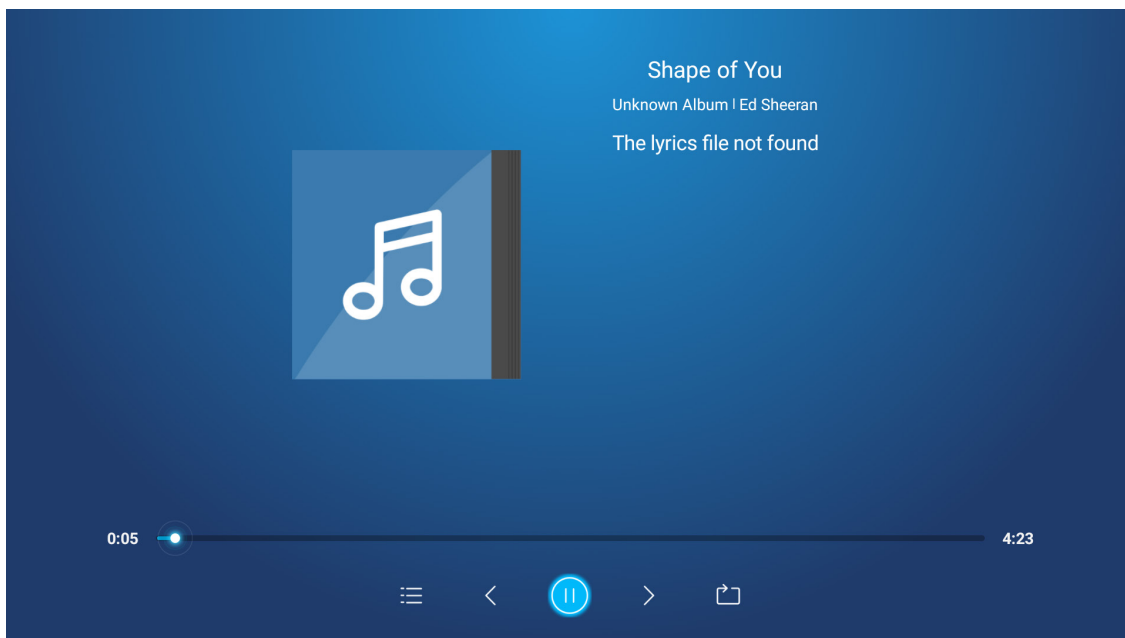 Shape of You
Unknown Album | Ed Sheeran
The lyrics file not found
0:05
4:23